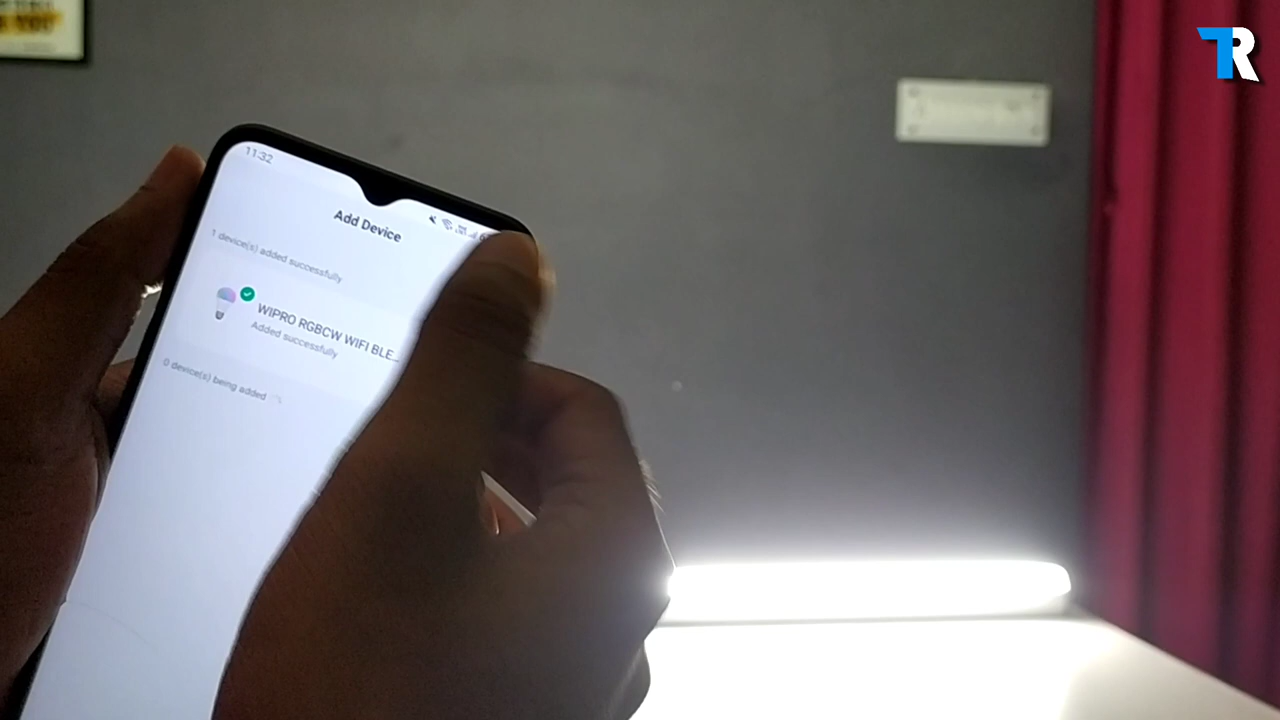 YOU
TR
11:32
Add Device
1 device(s) added successfully
WIPRO RGBCW WIFI BLE...
Added successfully
0 device(s) being added